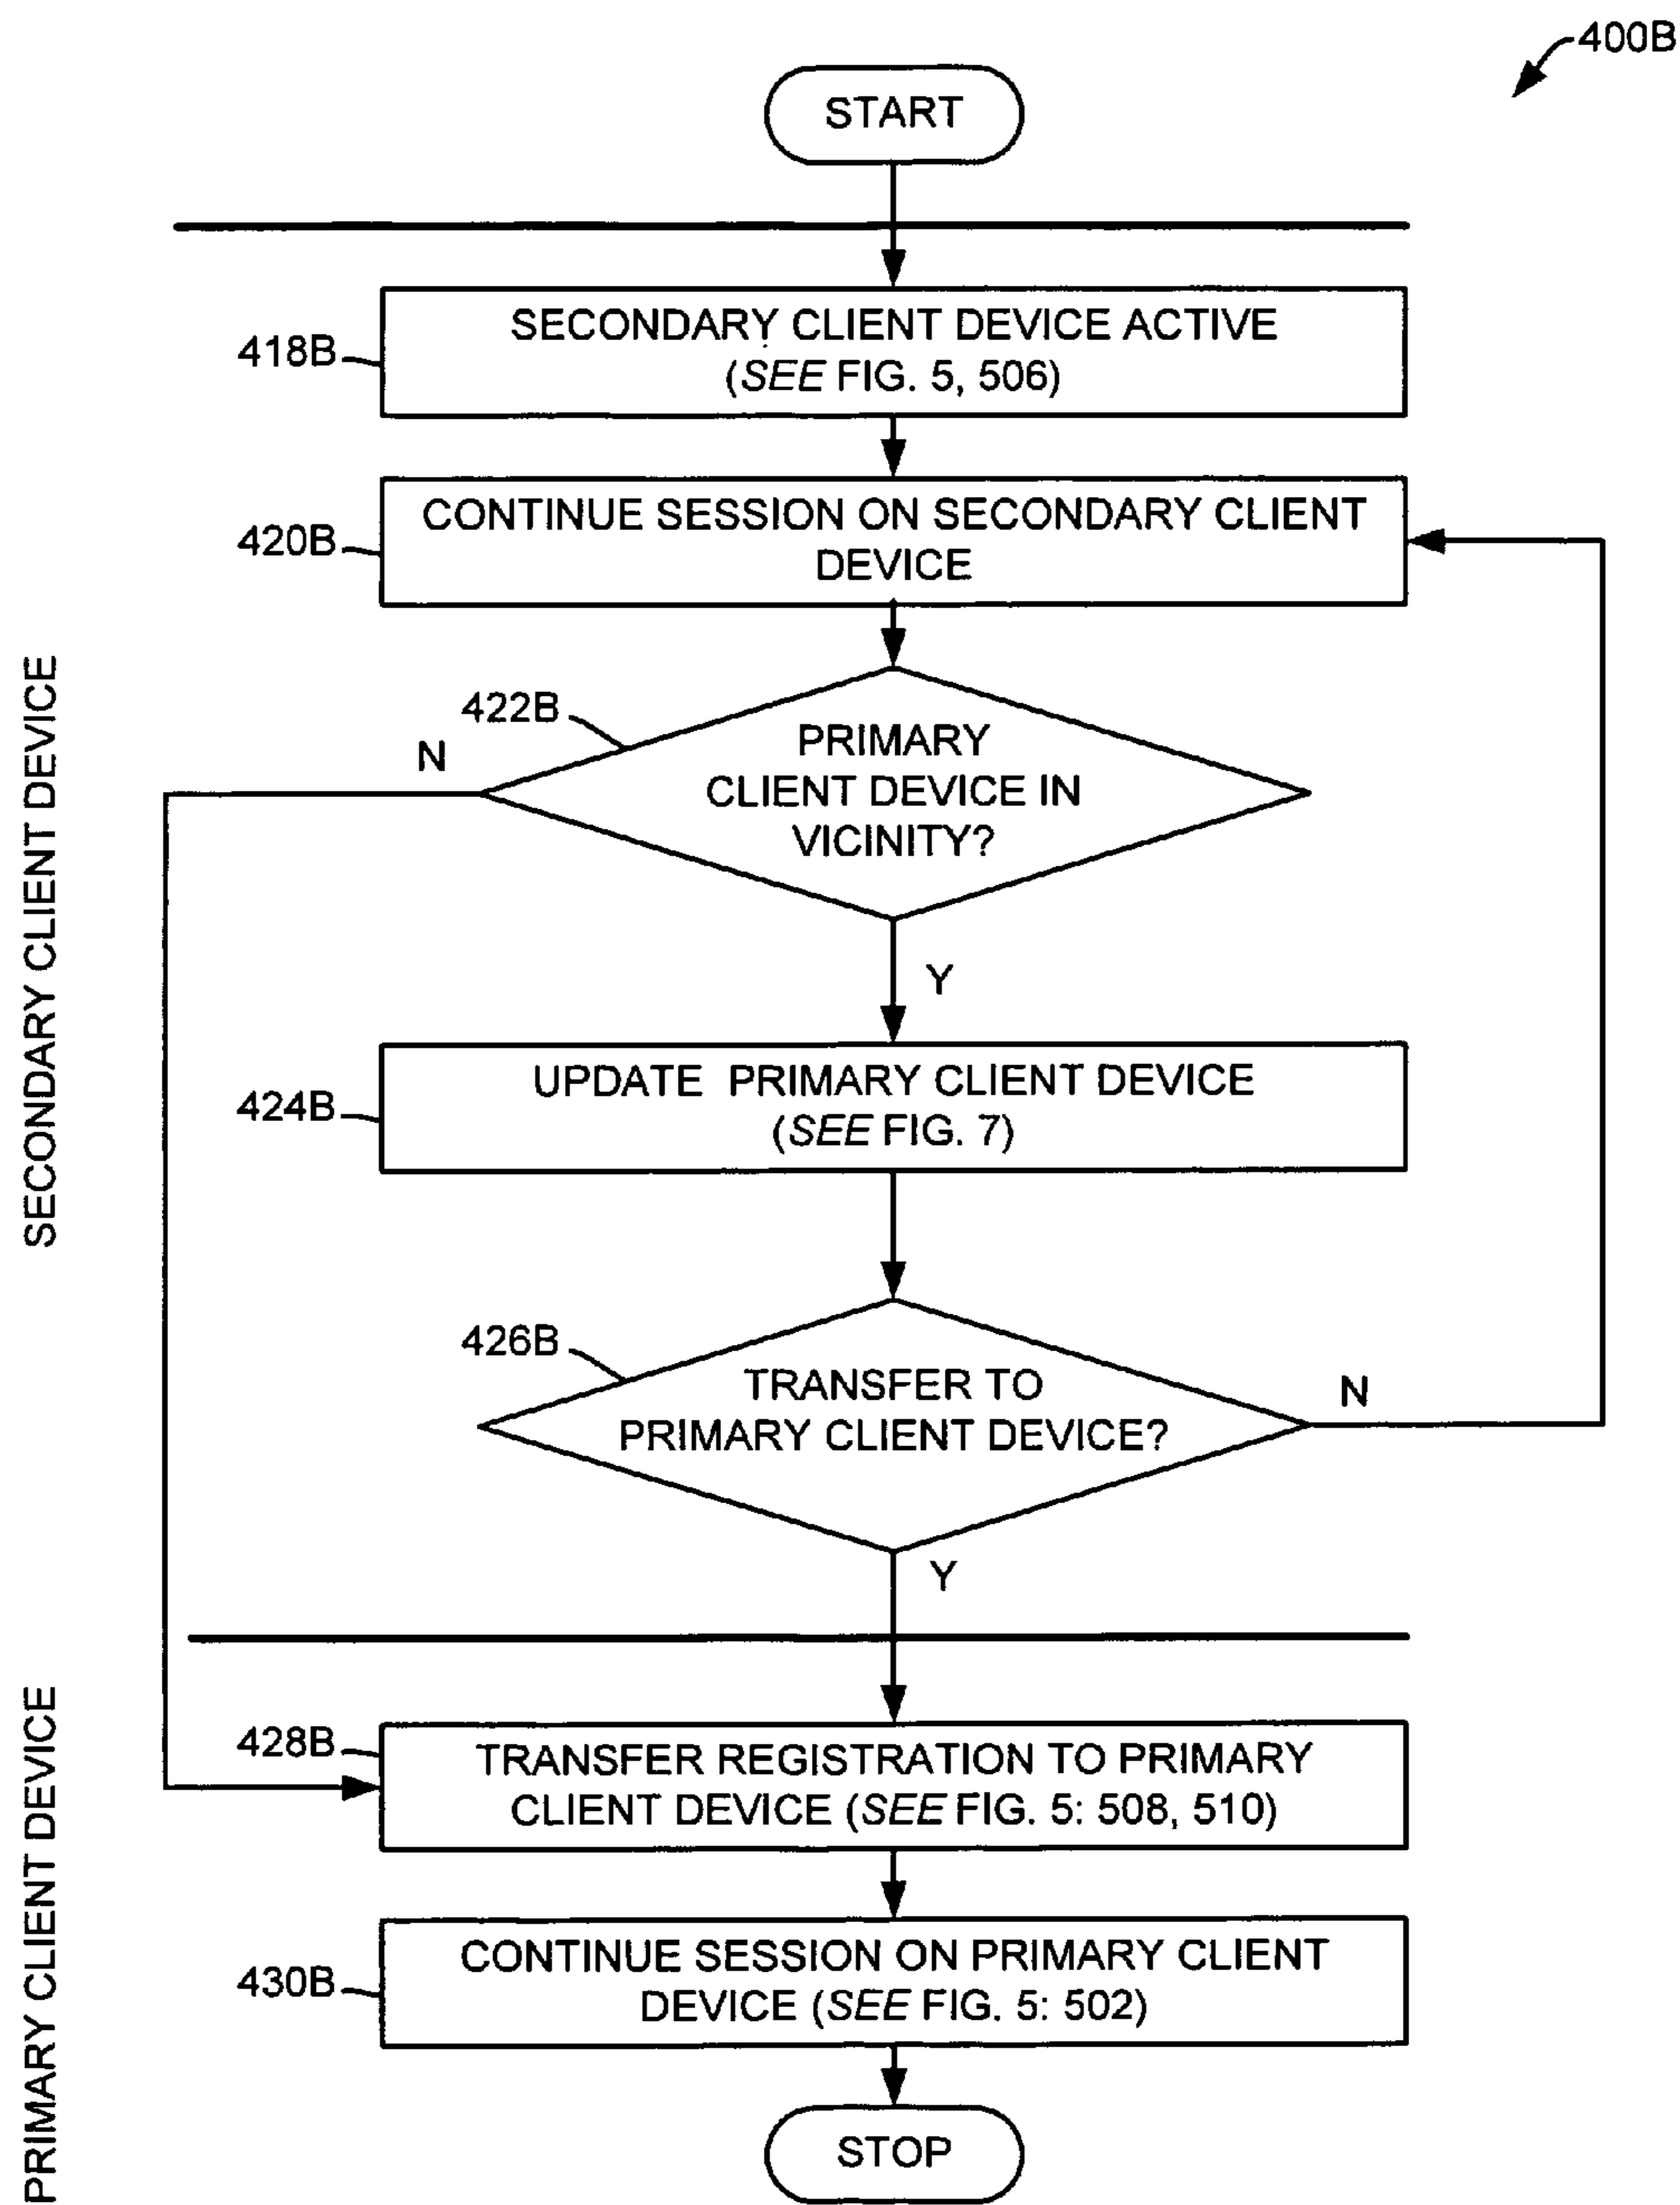 400B
START
418B
SECONDARY CLIENT DEVICE ACTIVE
(SEE FIG. 5, 506)
420B
CONTINUE SESSION ON SECONDARY CLIENT
DEVICE
SECONDARY CLIENT DEVICE
422B
N
PRIMARY
CLIENT DEVICE IN
VICINITY?
Y
424B
UPDATE PRIMARY CLIENT DEVICE
(SEE FIG. 7)
426B
TRANSFER TO
PRIMARY CLIENT DEVICE?
N
Y
PRIMARY CLIENT DEVICE
428B
TRANSFER REGISTRATION TO PRIMARY
CLIENT DEVICE (SEE FIG. 5: 508, 510)
430B
CONTINUE SESSION ON PRIMARY CLIENT
DEVICE (SEE FIG. 5: 502)
STOP